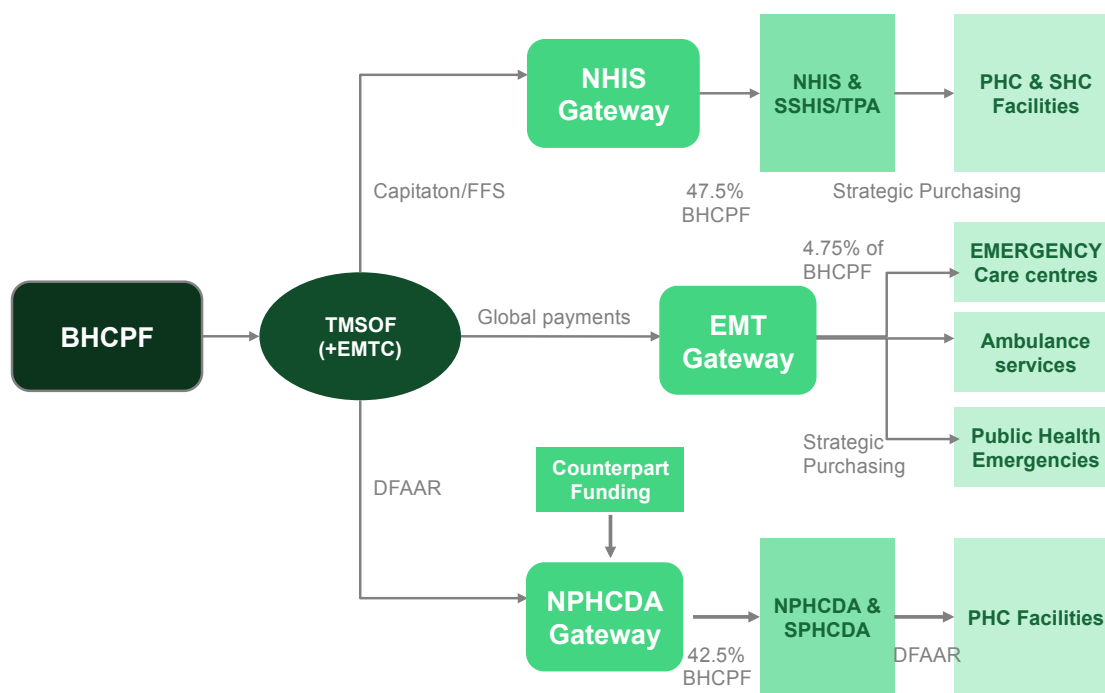 NHIS
Gateway
NHIS &
SSHIS/TPA
PHC & SHC
Facilities
Capitaton/FFS
47.5%
BHCPF
Strategic Purchasing
4.75% of
BHCPF
EMERGENCY
Care centres
BHCPF
TMSOF
(+EMTC)
Global payments
EMT
Gateway
Ambulance
services
Strategic
Purchasing
Public Health
Emergencies
DFAAR
Counterpart
Funding
NPHCDA
Gateway
42.5%
BHCPF
NPHCDA &
SPHCDA
DFAAR
PHC Facilities